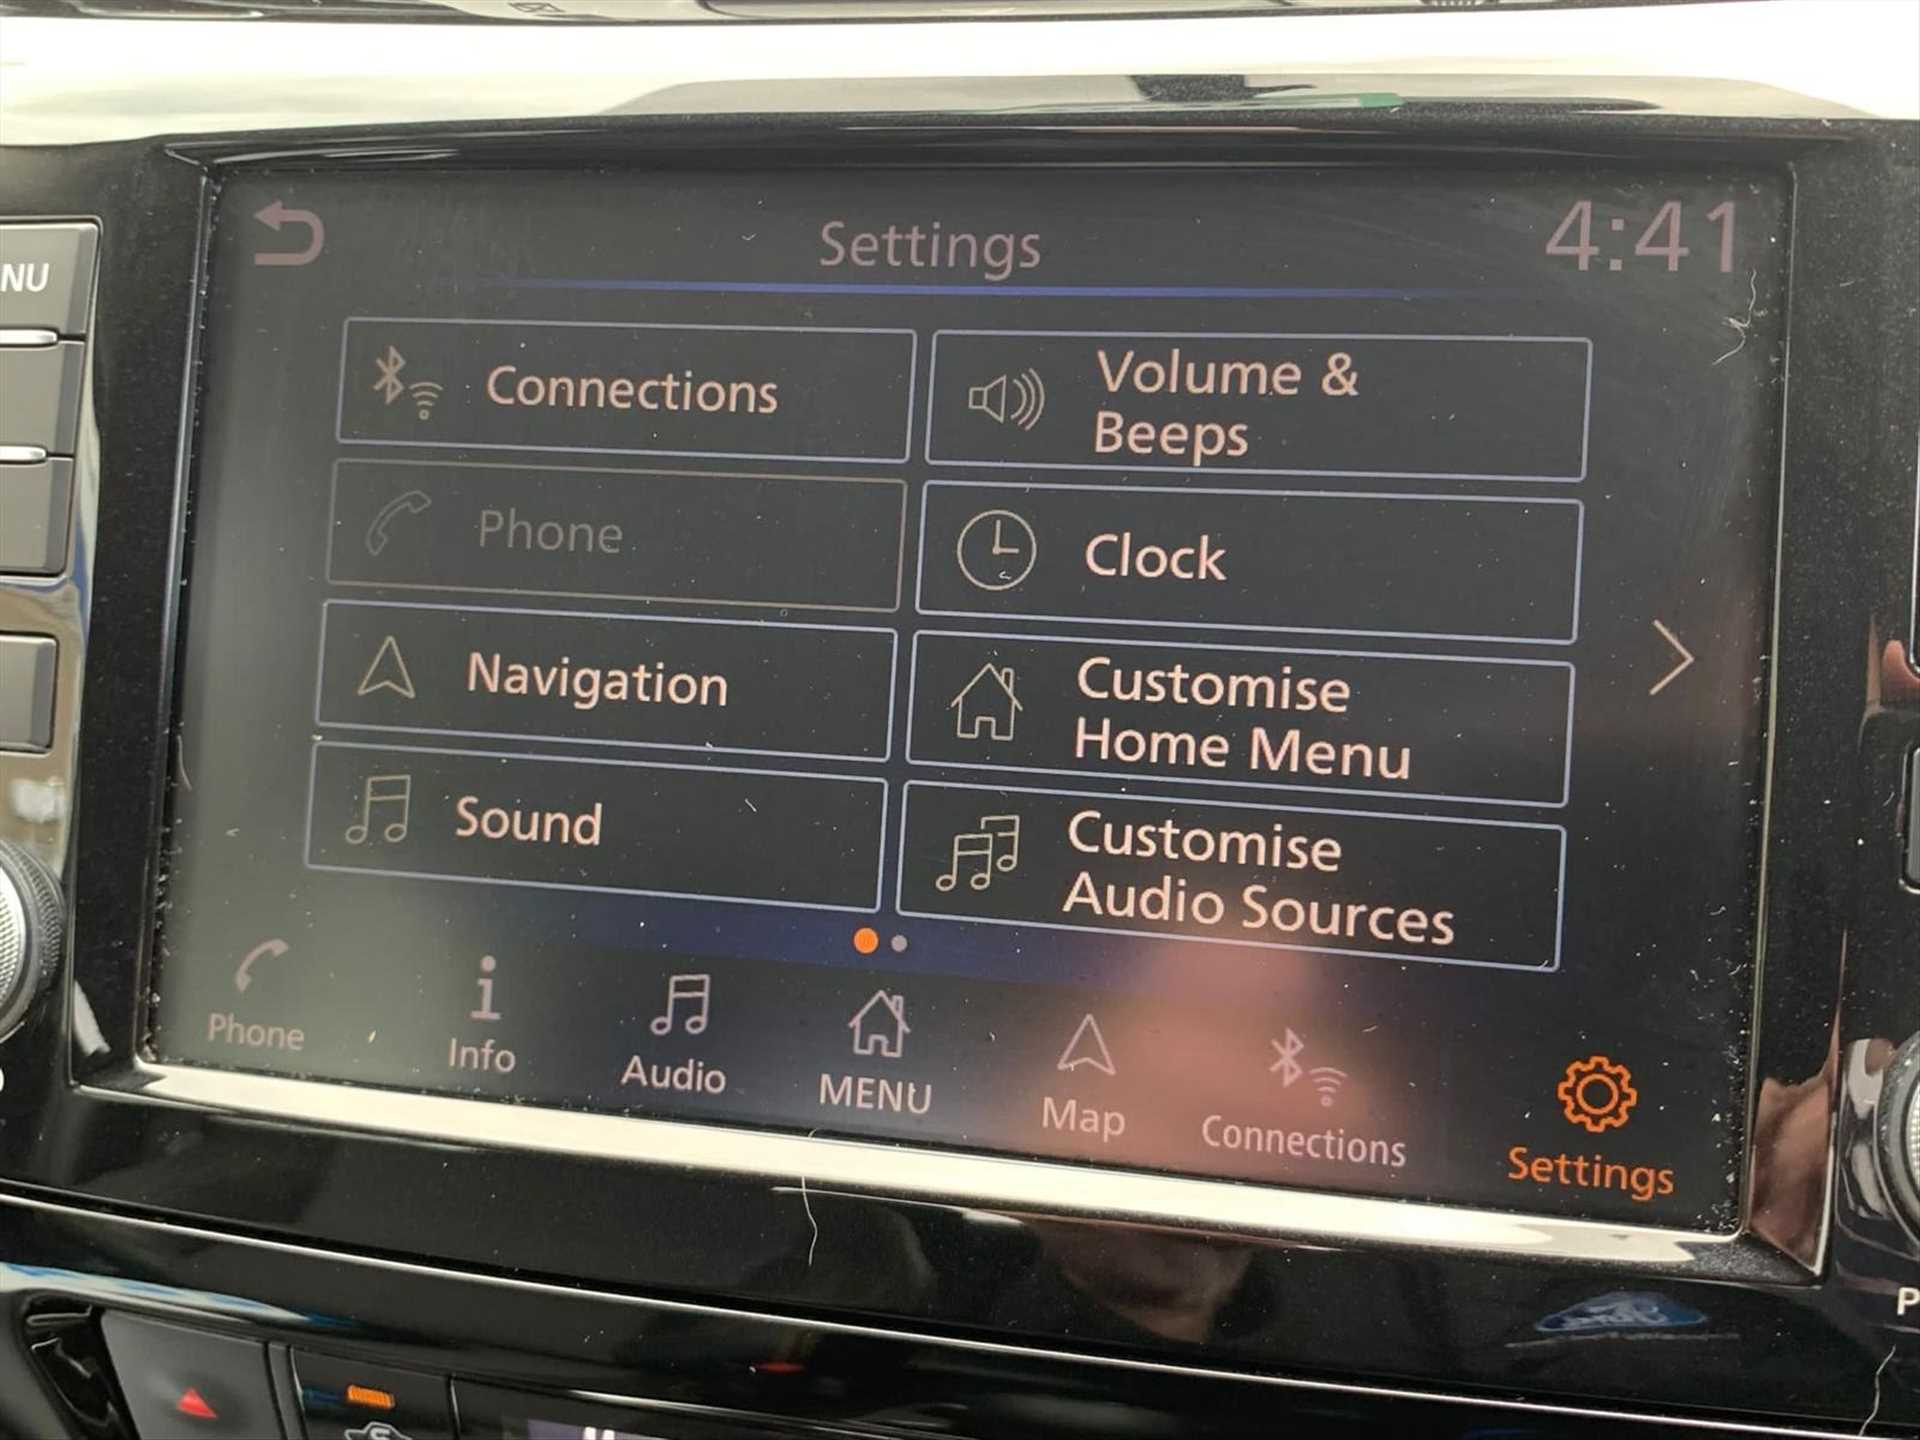 NU
Settings
4:41
Connections
Volume &
Beeps
Phone
Clock
Navigation
Customise
Home Menu
Sound
Customise
Audio Sources
Phone
Info
Audio
MENU
Map
Connections
Settings
P